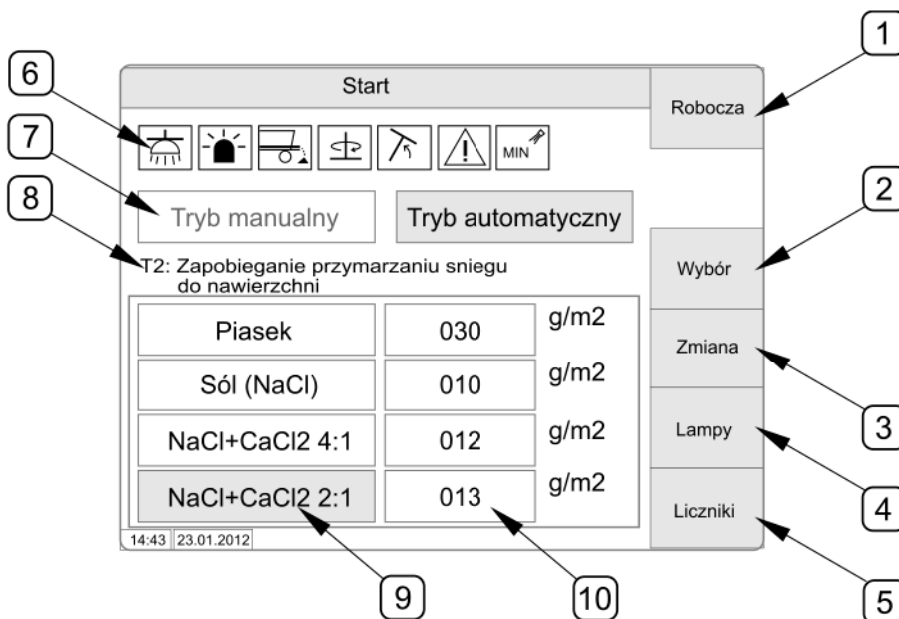 1
Start
Robocza
6
7
MIN
2
8
Tryb manualny
Tryb automatyczny
T2: Zapobieganie przymarzaniu sniegu
do nawierzchni
Wybór
Piasek
030
g/m2
Zmiana
Sól (NaCl)
010
g/m2
3
NaCl+CaCl2 4:1
012
g/m2
Lampy
NaCl+CaCl2 2:1
013
g/m2
4
Liczniki
14:43
23.01.2012
9
10
5